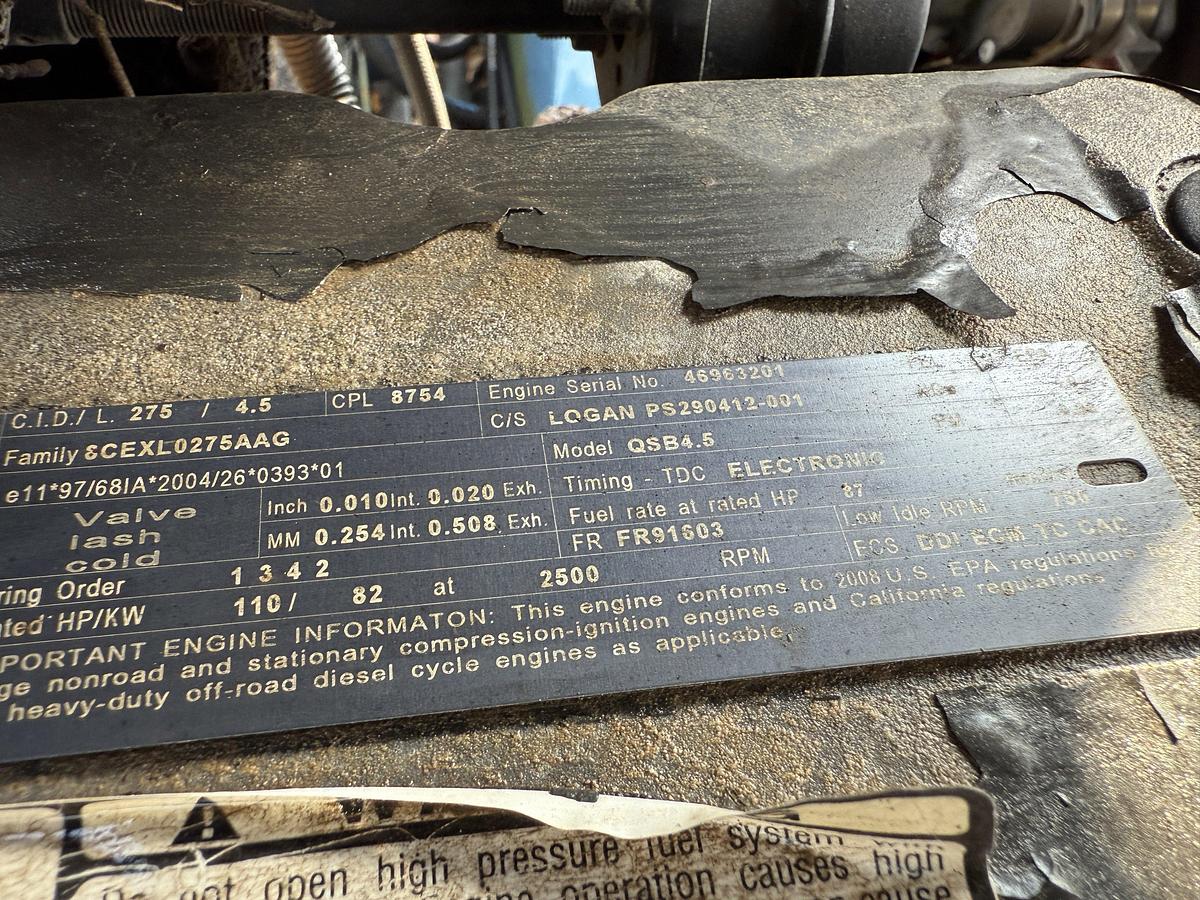 C.I.D./ L. 275 / 4.5 CPL 8754 Engine Serial No. 46963201
Family 8CEXL0275AAG C/S LOGAN PS290412-001
e11*97/68IA*2004/26*0393*01 Model QSB4.5
Valve lash cold
Inch 0.010 Int. 0.020 Exh. Timing - TDC ELECTRONIC
MM 0.254 Int. 0.508 Exh. Fuel rate at rated HP 87
FR FR91603 Low Idle RPM 750
ring Order 1 3 4 2 ECS DDI ECM TC CAC
ated HP/KW 110/ 82 at 2500 RPM
PORTANT ENGINE INFORMATON: This engine conforms to 2008 U.S. EPA regulations
ge nonroad and stationary compression-ignition engines and California regulations
heavy-duty off-road diesel cycle engines as applicable.
Do not open high pressure fuel system
operation causes high
cause